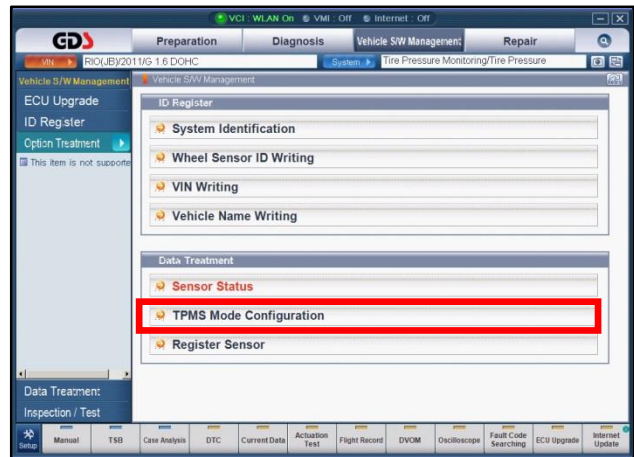 VCI : WLAN On VMI : Off Internet : Off
GDS Preparation Diagnosis Vehicle S/W Management Repair
VIN RIO(JB)/2011/G 1.6 DOHC System Tire Pressure Monitoring/Tire Pressure
Vehicle S/W Management
Vehicle S/W Management
ECU Upgrade
ID Register
Option Treatment
This item is not supporte
ID Register
System Identification
Wheel Sensor ID Writing
VIN Writing
Vehicle Name Writing
Data Treatment
Sensor Status
TPMS Mode Configuration
Register Sensor
Data Treatment
Inspection / Test
Setup Manual TSB Case Analysis DTC Current Data Actuation Test Flight Record DVOM Oscilloscope Fault Code Searching ECU Upgrade Internet Update